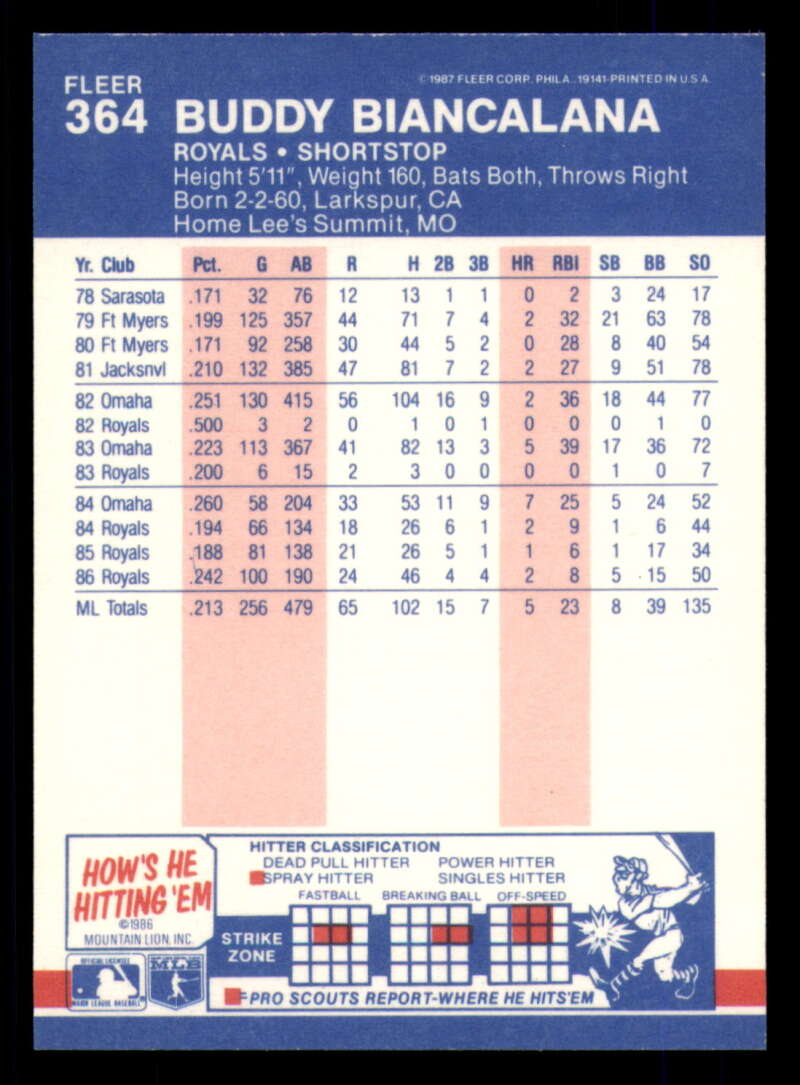 FLEER
364 BUDDY BIANCALANA
©1987 FLEER CORP. PHILA., 19141-PRINTED IN U.S.A.
ROYALS • SHORTSTOP
Height 5'11", Weight 160, Bats Both, Throws Right
Born 2-2-60, Larkspur, CA
Home Lee's Summit, MO
Yr. Club Pct. G AB R H 2B 3B HR RBI SB BB SO
78 Sarasota .171 32 76 12 13 1 1 0 2 3 24 17
79 Ft Myers .199 125 357 44 71 7 4 2 32 21 63 78
80 Ft Myers .171 92 258 30 44 5 2 0 28 8 40 54
81 Jacksnvl .210 132 385 47 81 7 2 2 27 9 51 78
82 Omaha .251 130 415 56 104 16 9 2 36 18 44 77
82 Royals .500 3 2 0 1 0 1 0 0 0 1 0
83 Omaha .223 113 367 41 82 13 3 5 39 17 36 72
83 Royals .200 6 15 2 3 0 0 0 0 1 0 7
84 Omaha .260 58 204 33 53 11 9 7 25 5 24 52
84 Royals .194 66 134 18 26 6 1 2 9 1 6 44
85 Royals .188 81 138 21 26 5 1 1 6 1 17 34
86 Royals .242 100 190 24 46 4 4 2 8 5 15 50
ML Totals .213 256 479 65 102 15 7 5 23 8 39 135
HOW'S HE
HITTING 'EM
©1986
MOUNTAIN LION, INC.
HITTER CLASSIFICATION
DEAD PULL HITTER POWER HITTER
SPRAY HITTER SINGLES HITTER
FASTBALL BREAKING BALL OFF-SPEED
STRIKE
ZONE
=PRO SCOUTS REPORT-WHERE HE HITS'EM
OFFICIAL LICENSEE
MAJOR LEAGUE BASEBALL
MLB